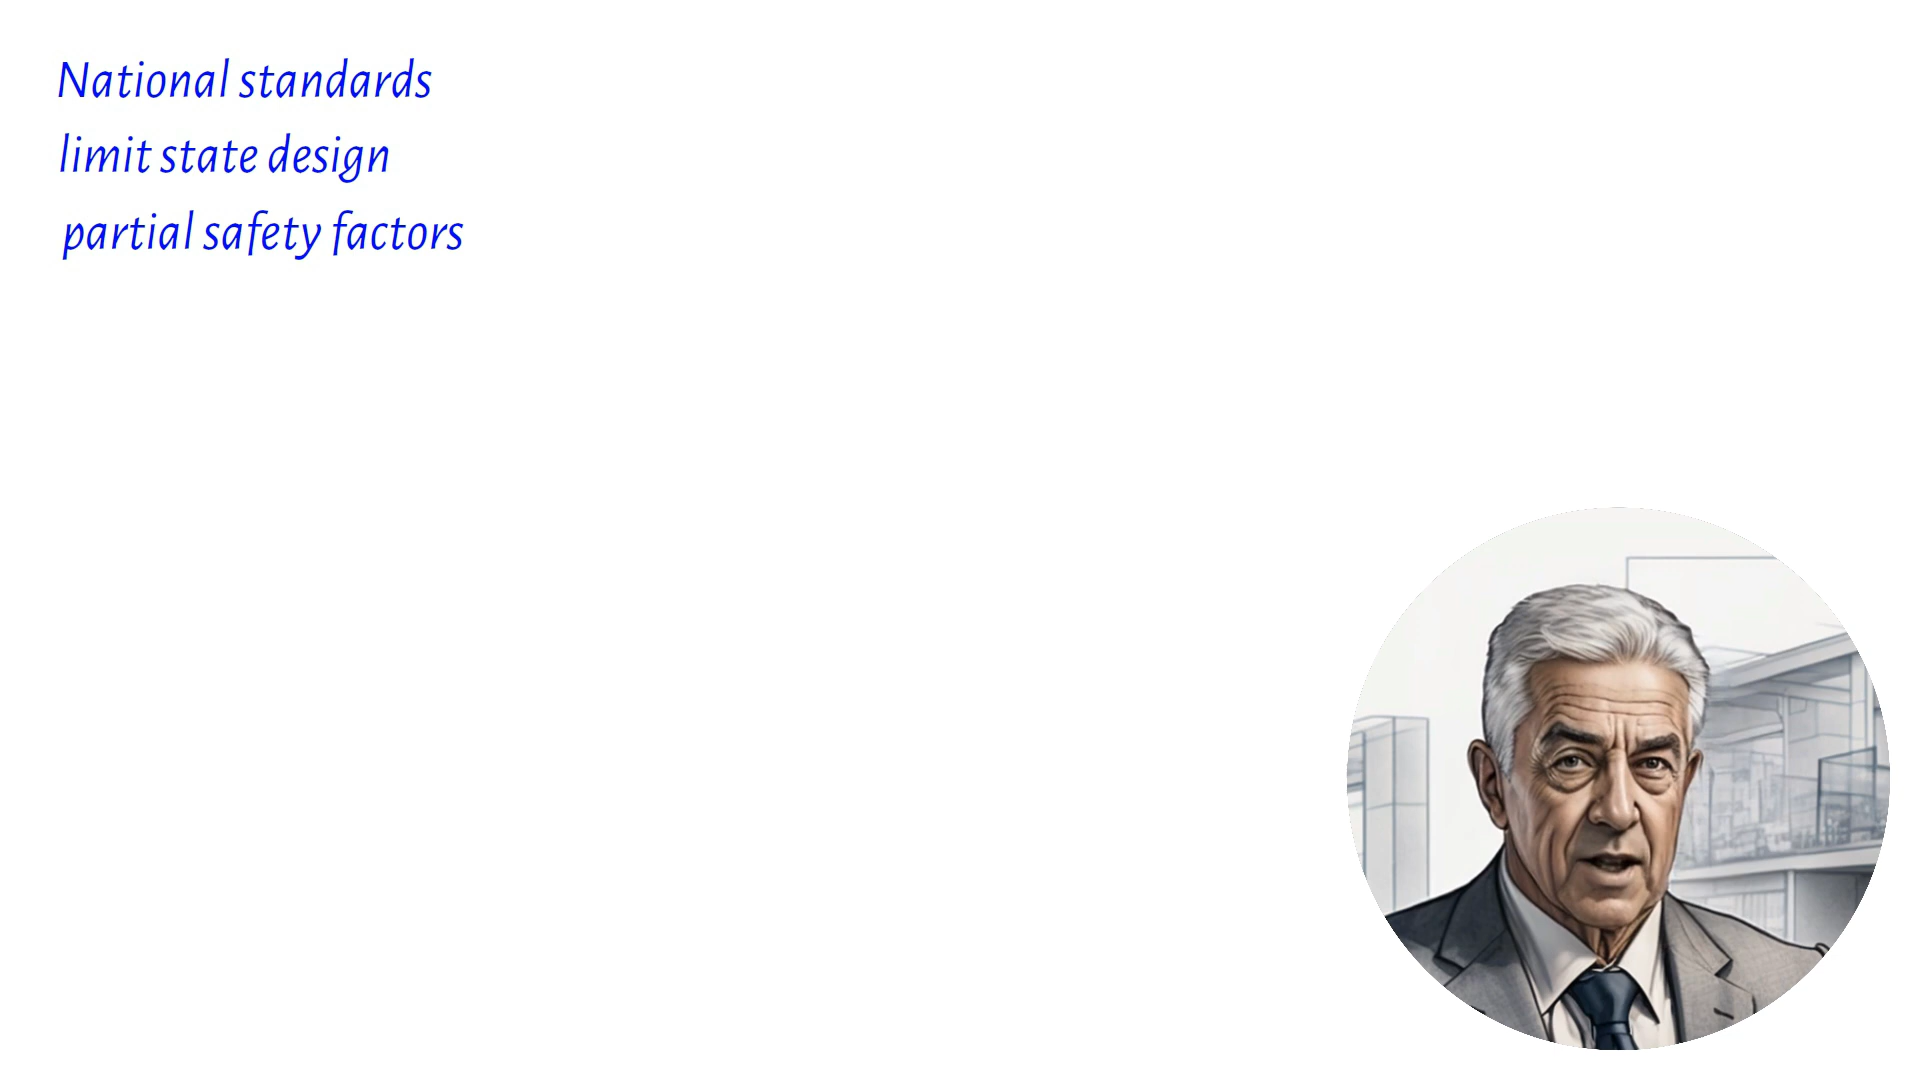 National standards
limit state design
partial safety factors